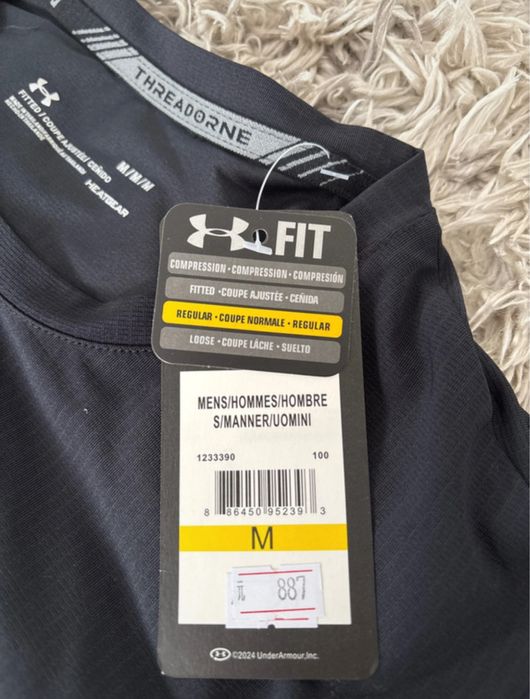 THREADORNE
FITTED / COUPE AJUSTÉE / CEÑIDO
M/M/M
HEATGEAR
FIT
COMPRESSION • COMPRESSION • COMPRESIÓN
FITTED • COUPE AJUSTÉE • CEÑIDA
REGULAR • COUPE NORMALE • REGULAR
LOOSE • COUPE LÂCHE • SUELTO
MENS/HOMMES/HOMBRE
S/MANNER/UOMINI
1233390 100
8 86450 95239 3
M
887
©2024 UnderArmour,Inc.